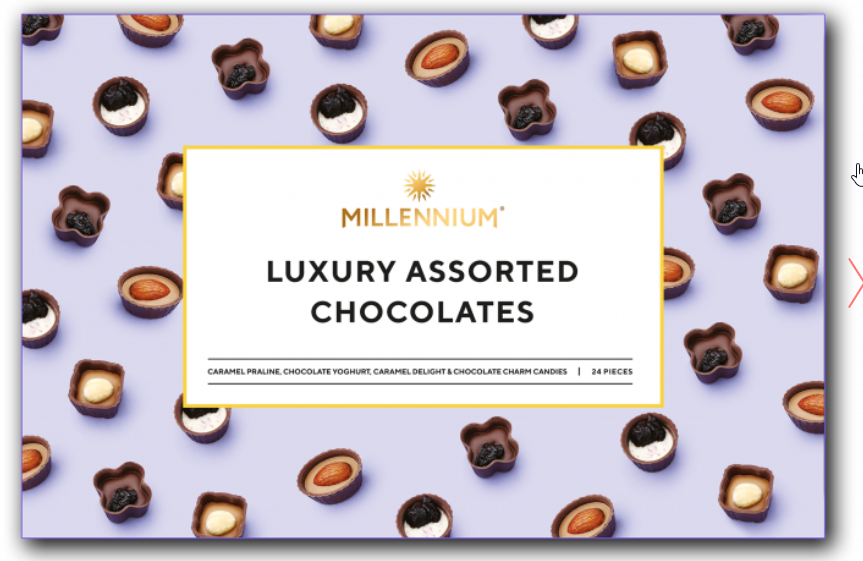 MILLENNIUM®
LUXURY ASSORTED
CHOCOLATES
CARAMEL PRALINE, CHOCOLATE YOGHURT, CARAMEL DELIGHT & CHOCOLATE CHARM CANDIES | 24 PIECES